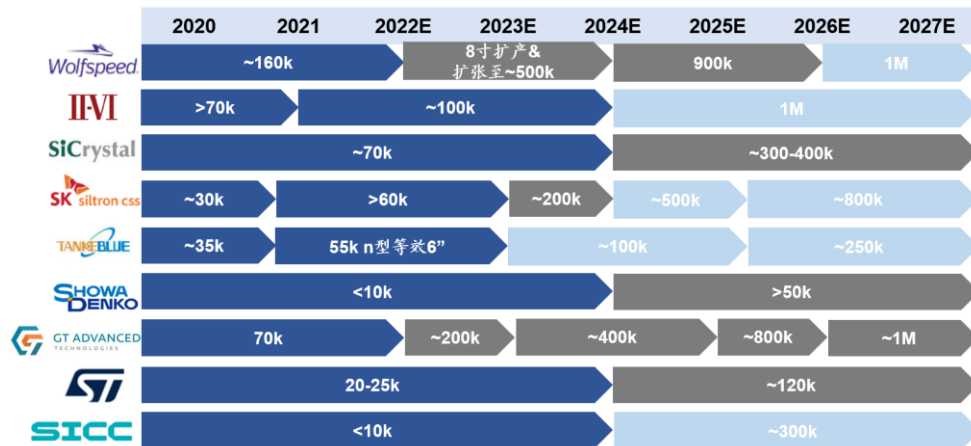 2020 2021 2022E 2023E 2024E 2025E 2026E 2027E
Wolfspeed. ~160k 8寸扩产& 900k 1M
扩张至~500k
II-VI >70k ~100k 1M
SiCrystal ~70k ~300-400k
SK siltron css ~30k >60k ~200k ~500k ~800k
TANKEBLUE ~35k 55k n型等效6” ~100k ~250k
SHOWA <10k >50k
DENKO
GT ADVANCED 70k ~200k ~400k ~800k ~1M
TECHNOLOGIES
ST 20-25k ~120k
SICC <10k ~300k